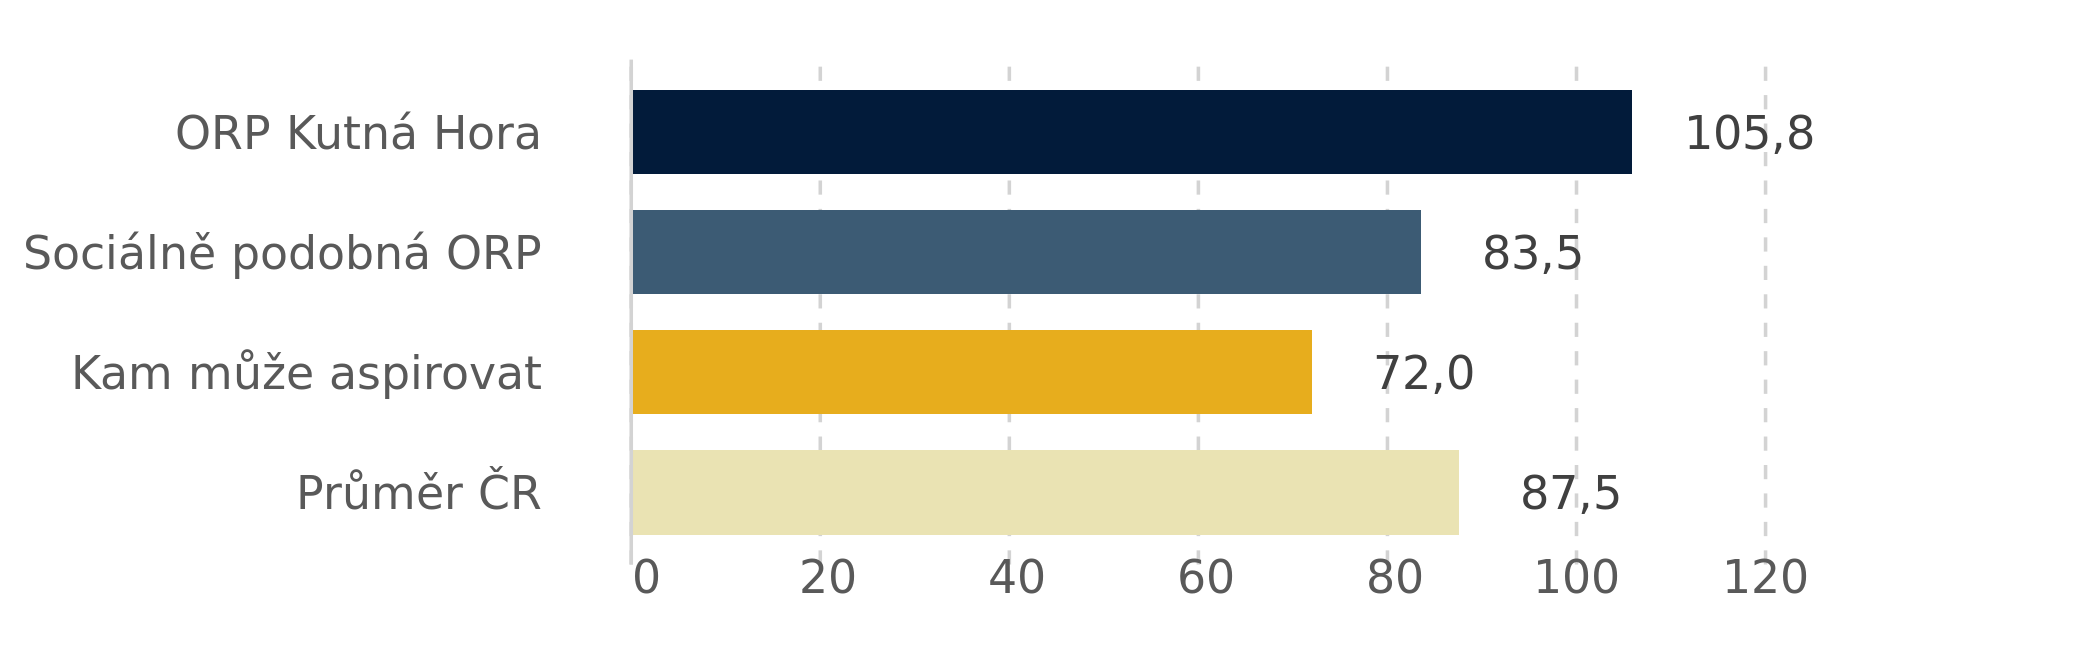 ORP Kutná Hora
105,8
Sociálně podobná ORP
83,5
Kam může aspirovat
72,0
Průměr ČR
87,5
0 20 40 60 80 100 120